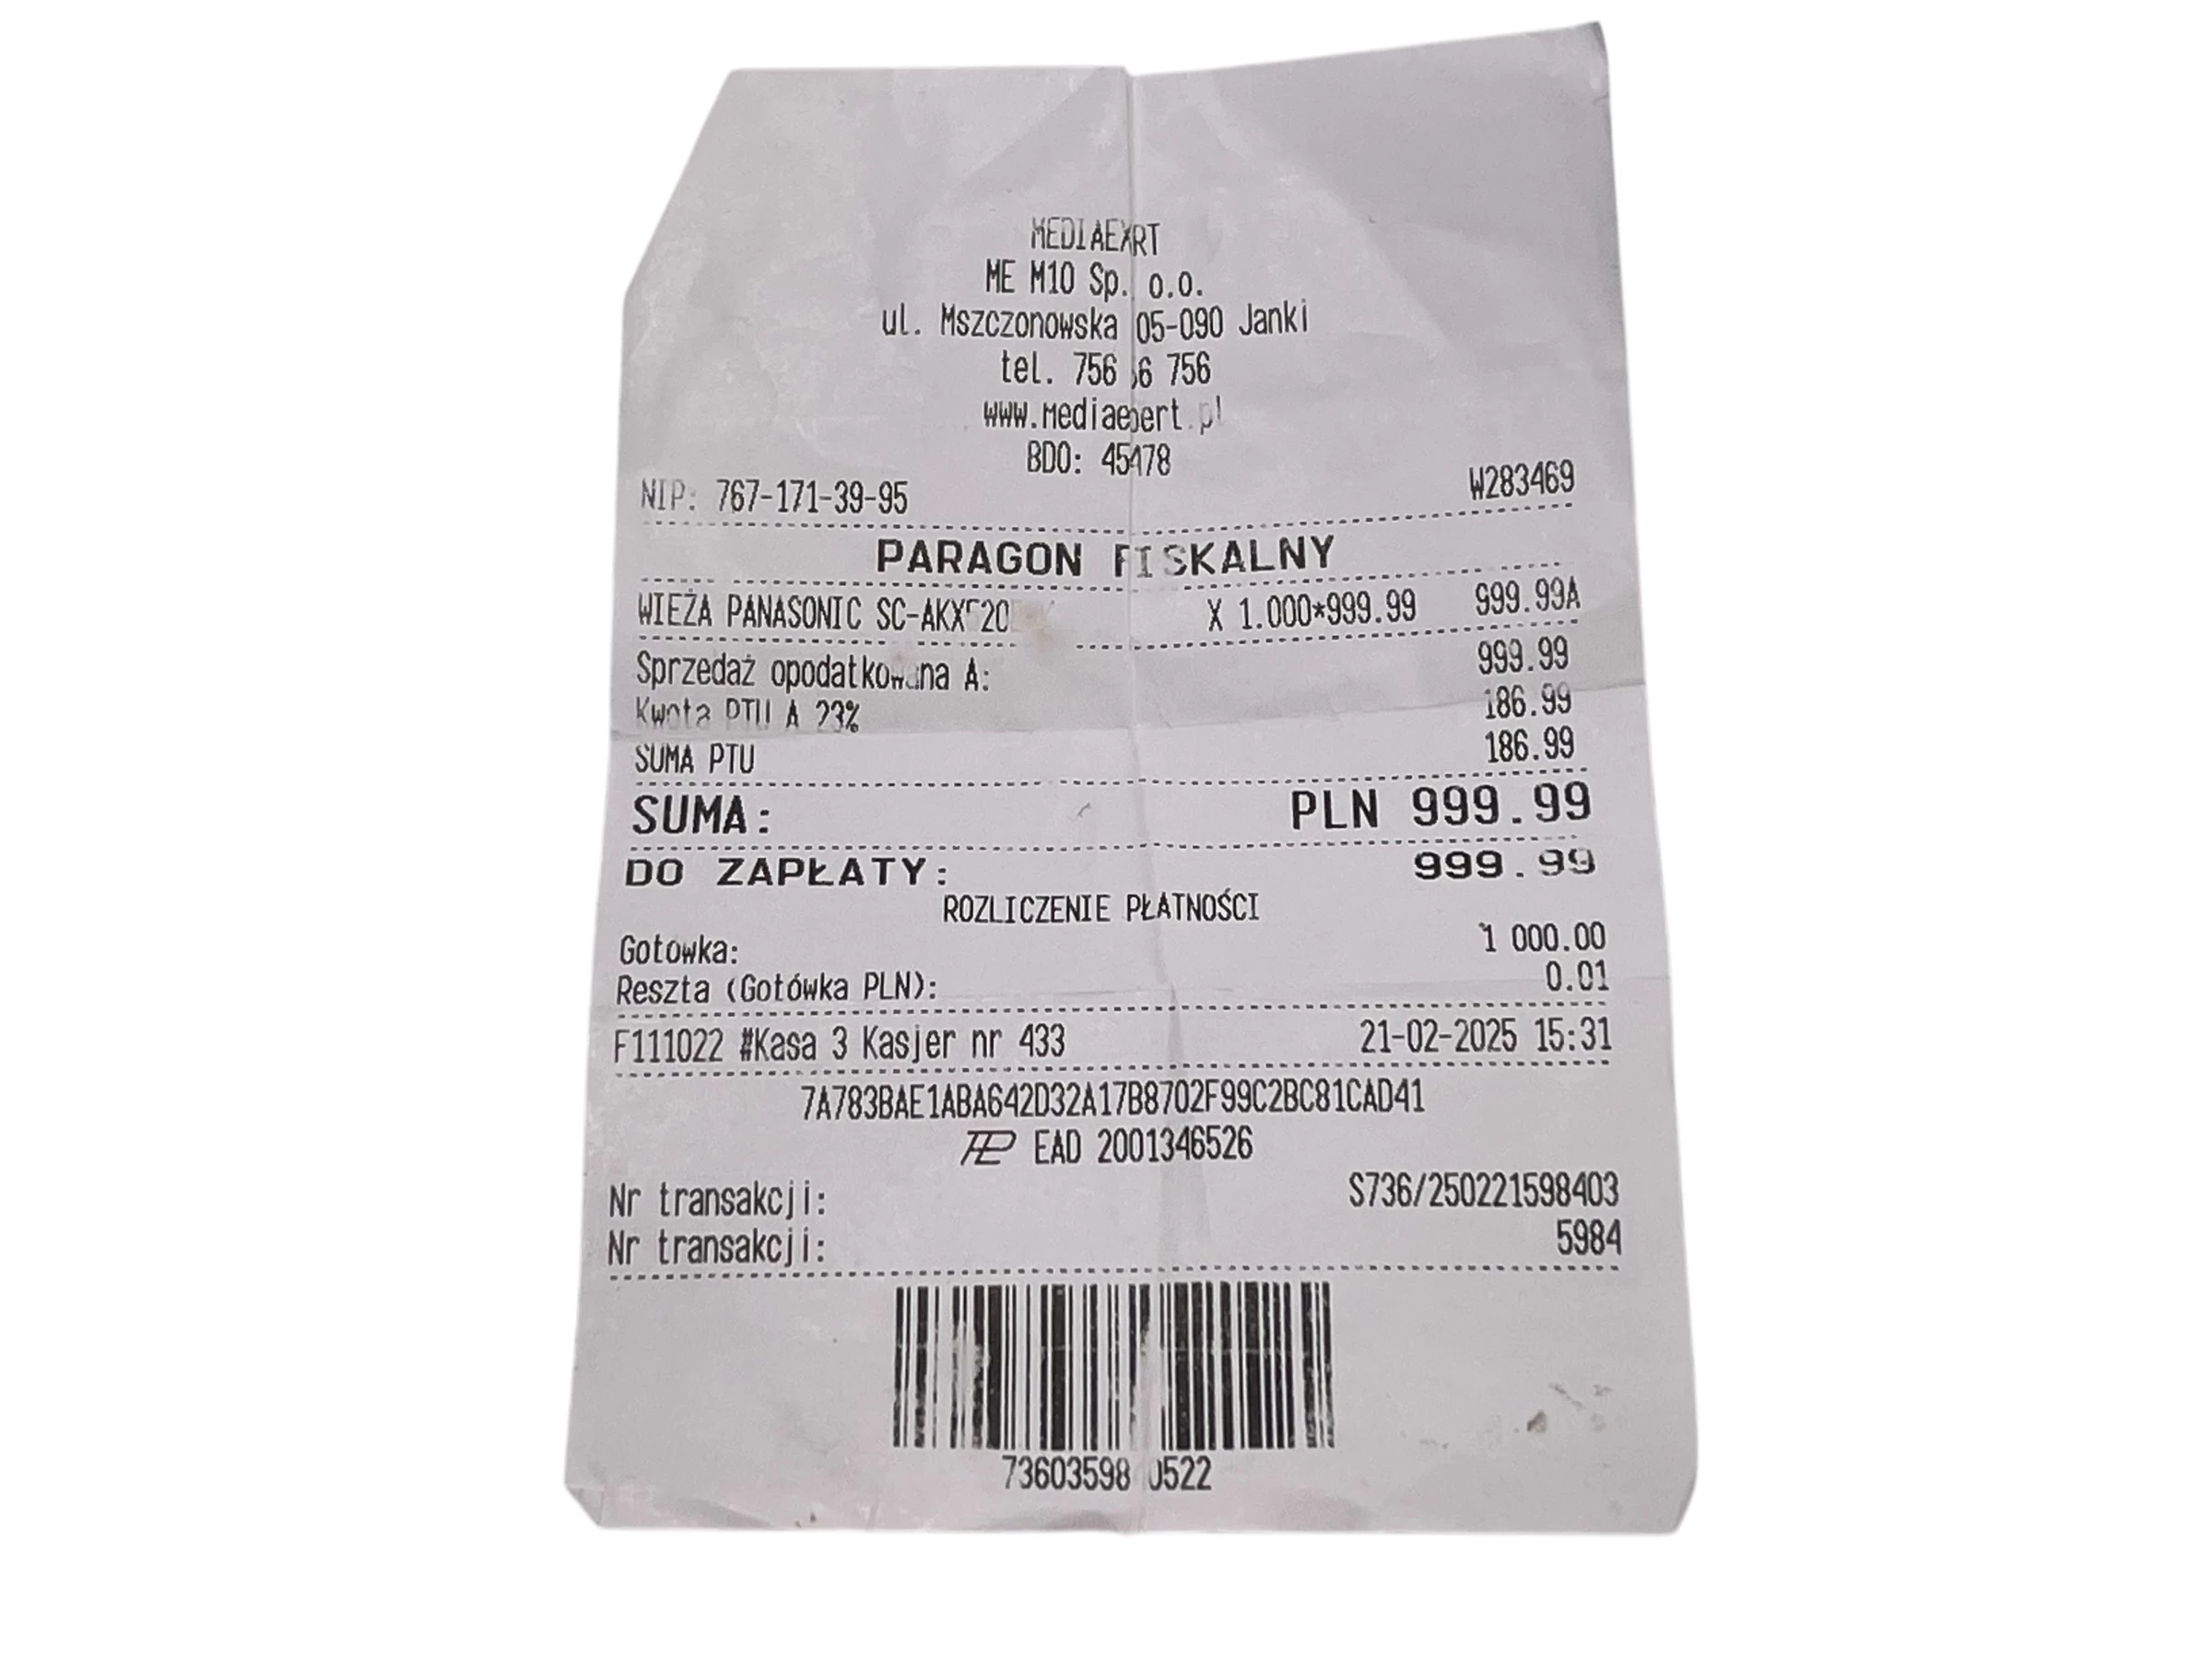 MEDIAEXRT
ME M10 Sp. o.o.
ul. Mszczonowska 05-090 Janki
tel. 756 756
BDO:
NIP: 767-171-39-95 W283469
PARAGON FISKALNY
WIEŻA PANASONIC X 1.000*999.99 999.99A
Sprzedaż opodatkowana A: 999.99
Kwota PTU A 23% 186.99
SUMA PTU 186.99
SUMA: PLN 999.99
DO ZAPŁATY: 999.99
ROZLICZENIE PŁATNOŚCI
Gotówka: 1 000.00
Reszta (Gotówka PLN): 0.01
F111022 #Kasa 3 Kasjer nr 433 21-02-2025 15:31
7A783BAE1ABA642D32A17B8702F99C2BC81CAD41
EAD 2001346526
Nr transakcji: S736/250221598403
Nr transakcji: 5984